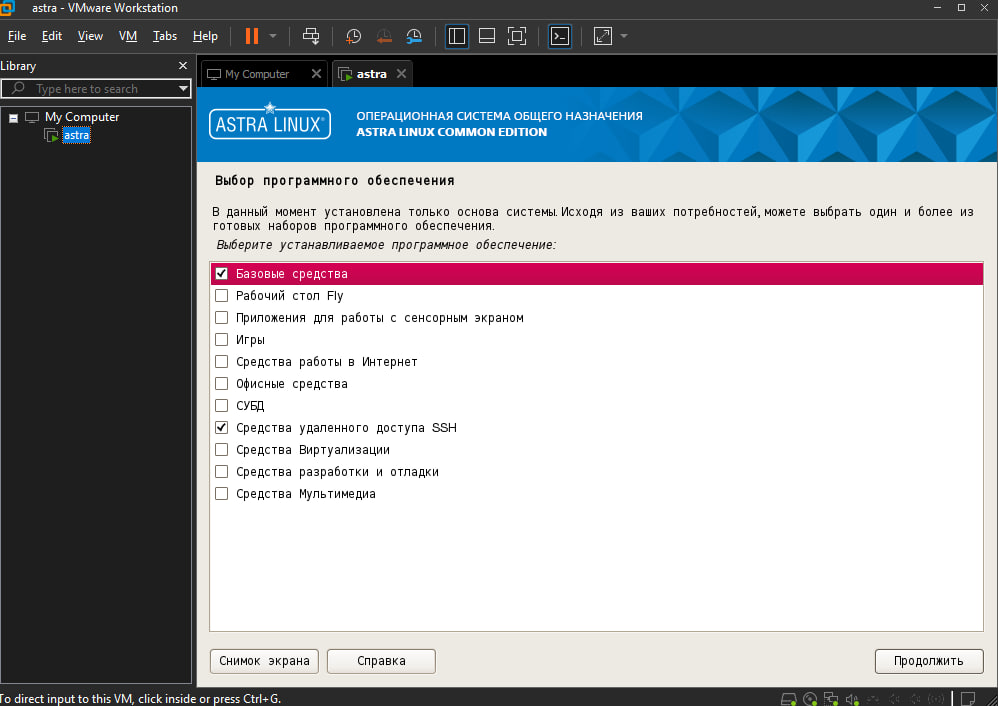 astra - VMware Workstation
File Edit View VM Tabs Help
Library
Type here to search
My Computer
astra
My Computer
astra
ASTRA LINUX®
ОПЕРАЦИОННАЯ СИСТЕМА ОБЩЕГО НАЗНАЧЕНИЯ
ASTRA LINUX COMMON EDITION
Выбор программного обеспечения
В данный момент установлена только основа системы. Исходя из ваших потребностей, можете выбрать один и более из
готовых наборов программного обеспечения.
Выберите устанавливаемое программное обеспечение:
Базовые средства
Рабочий стол Fly
Приложения для работы с сенсорным экраном
Игры
Средства работы в Интернет
Офисные средства
СУБД
Средства удаленного доступа SSH
Средства Виртуализации
Средства разработки и отладки
Средства Мультимедиа
Снимок экрана
Справка
Продолжить
To direct input to this VM, click inside or press Ctrl+G.